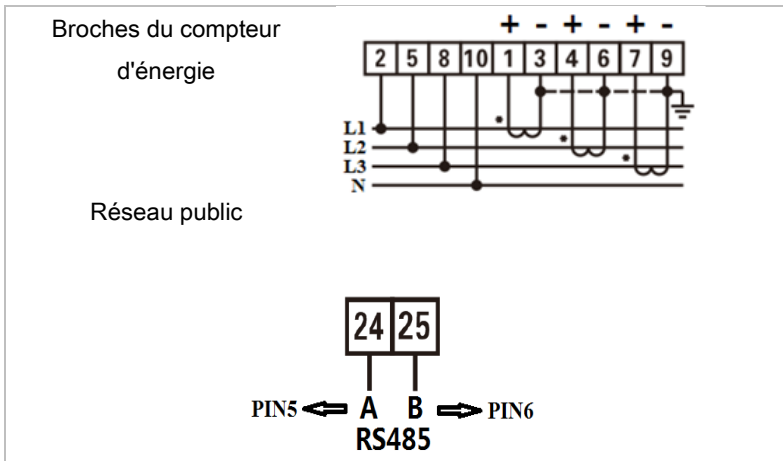 Broches du compteur
d'énergie
+ - + - + -
2 5 8 10 1 3 4 6 7 9
L1
L2
L3
N
Réseau public
24 25
PIN5 A B PIN6
RS485